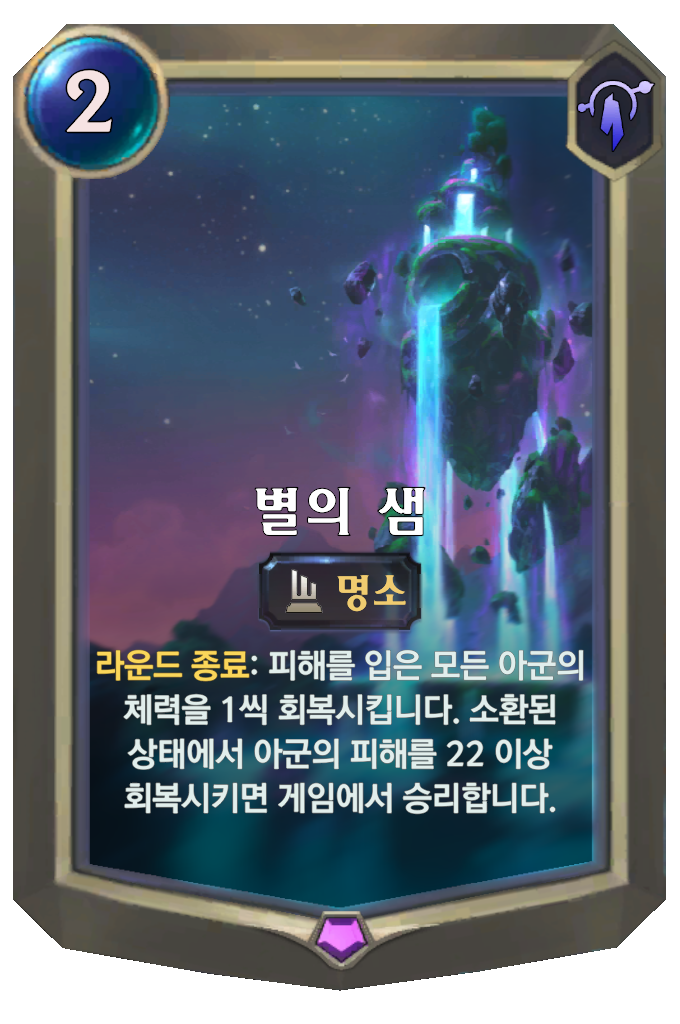 2
별의 샘
명소
라운드 종료: 피해를 입은 모든 아군의
체력을 1씩 회복시킵니다. 소환된
상태에서 아군의 피해를 22 이상
회복시키면 게임에서 승리합니다.